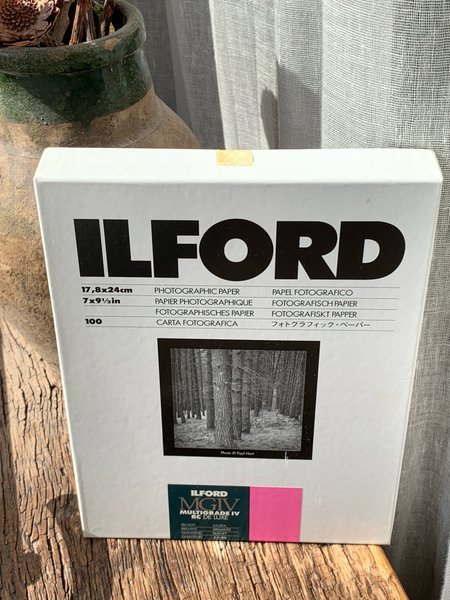 ILFORD
17,8x24cm PHOTOGRAPHIC PAPER PAPEL FOTOGRAFICO
7x9½in PAPIER PHOTOGRAPHIQUE FOTOGRAFISCH PAPIER
FOTOGRAPHISCHES PAPIER FOTOGRAFISKT PAPPER
100 CARTA FOTOGRAFICA フォトグラフィック・ペーパー
Photo © Paul Hart
ILFORD
MGIV
MULTIGRADE IV
RC DE LUXE
GLOSSY